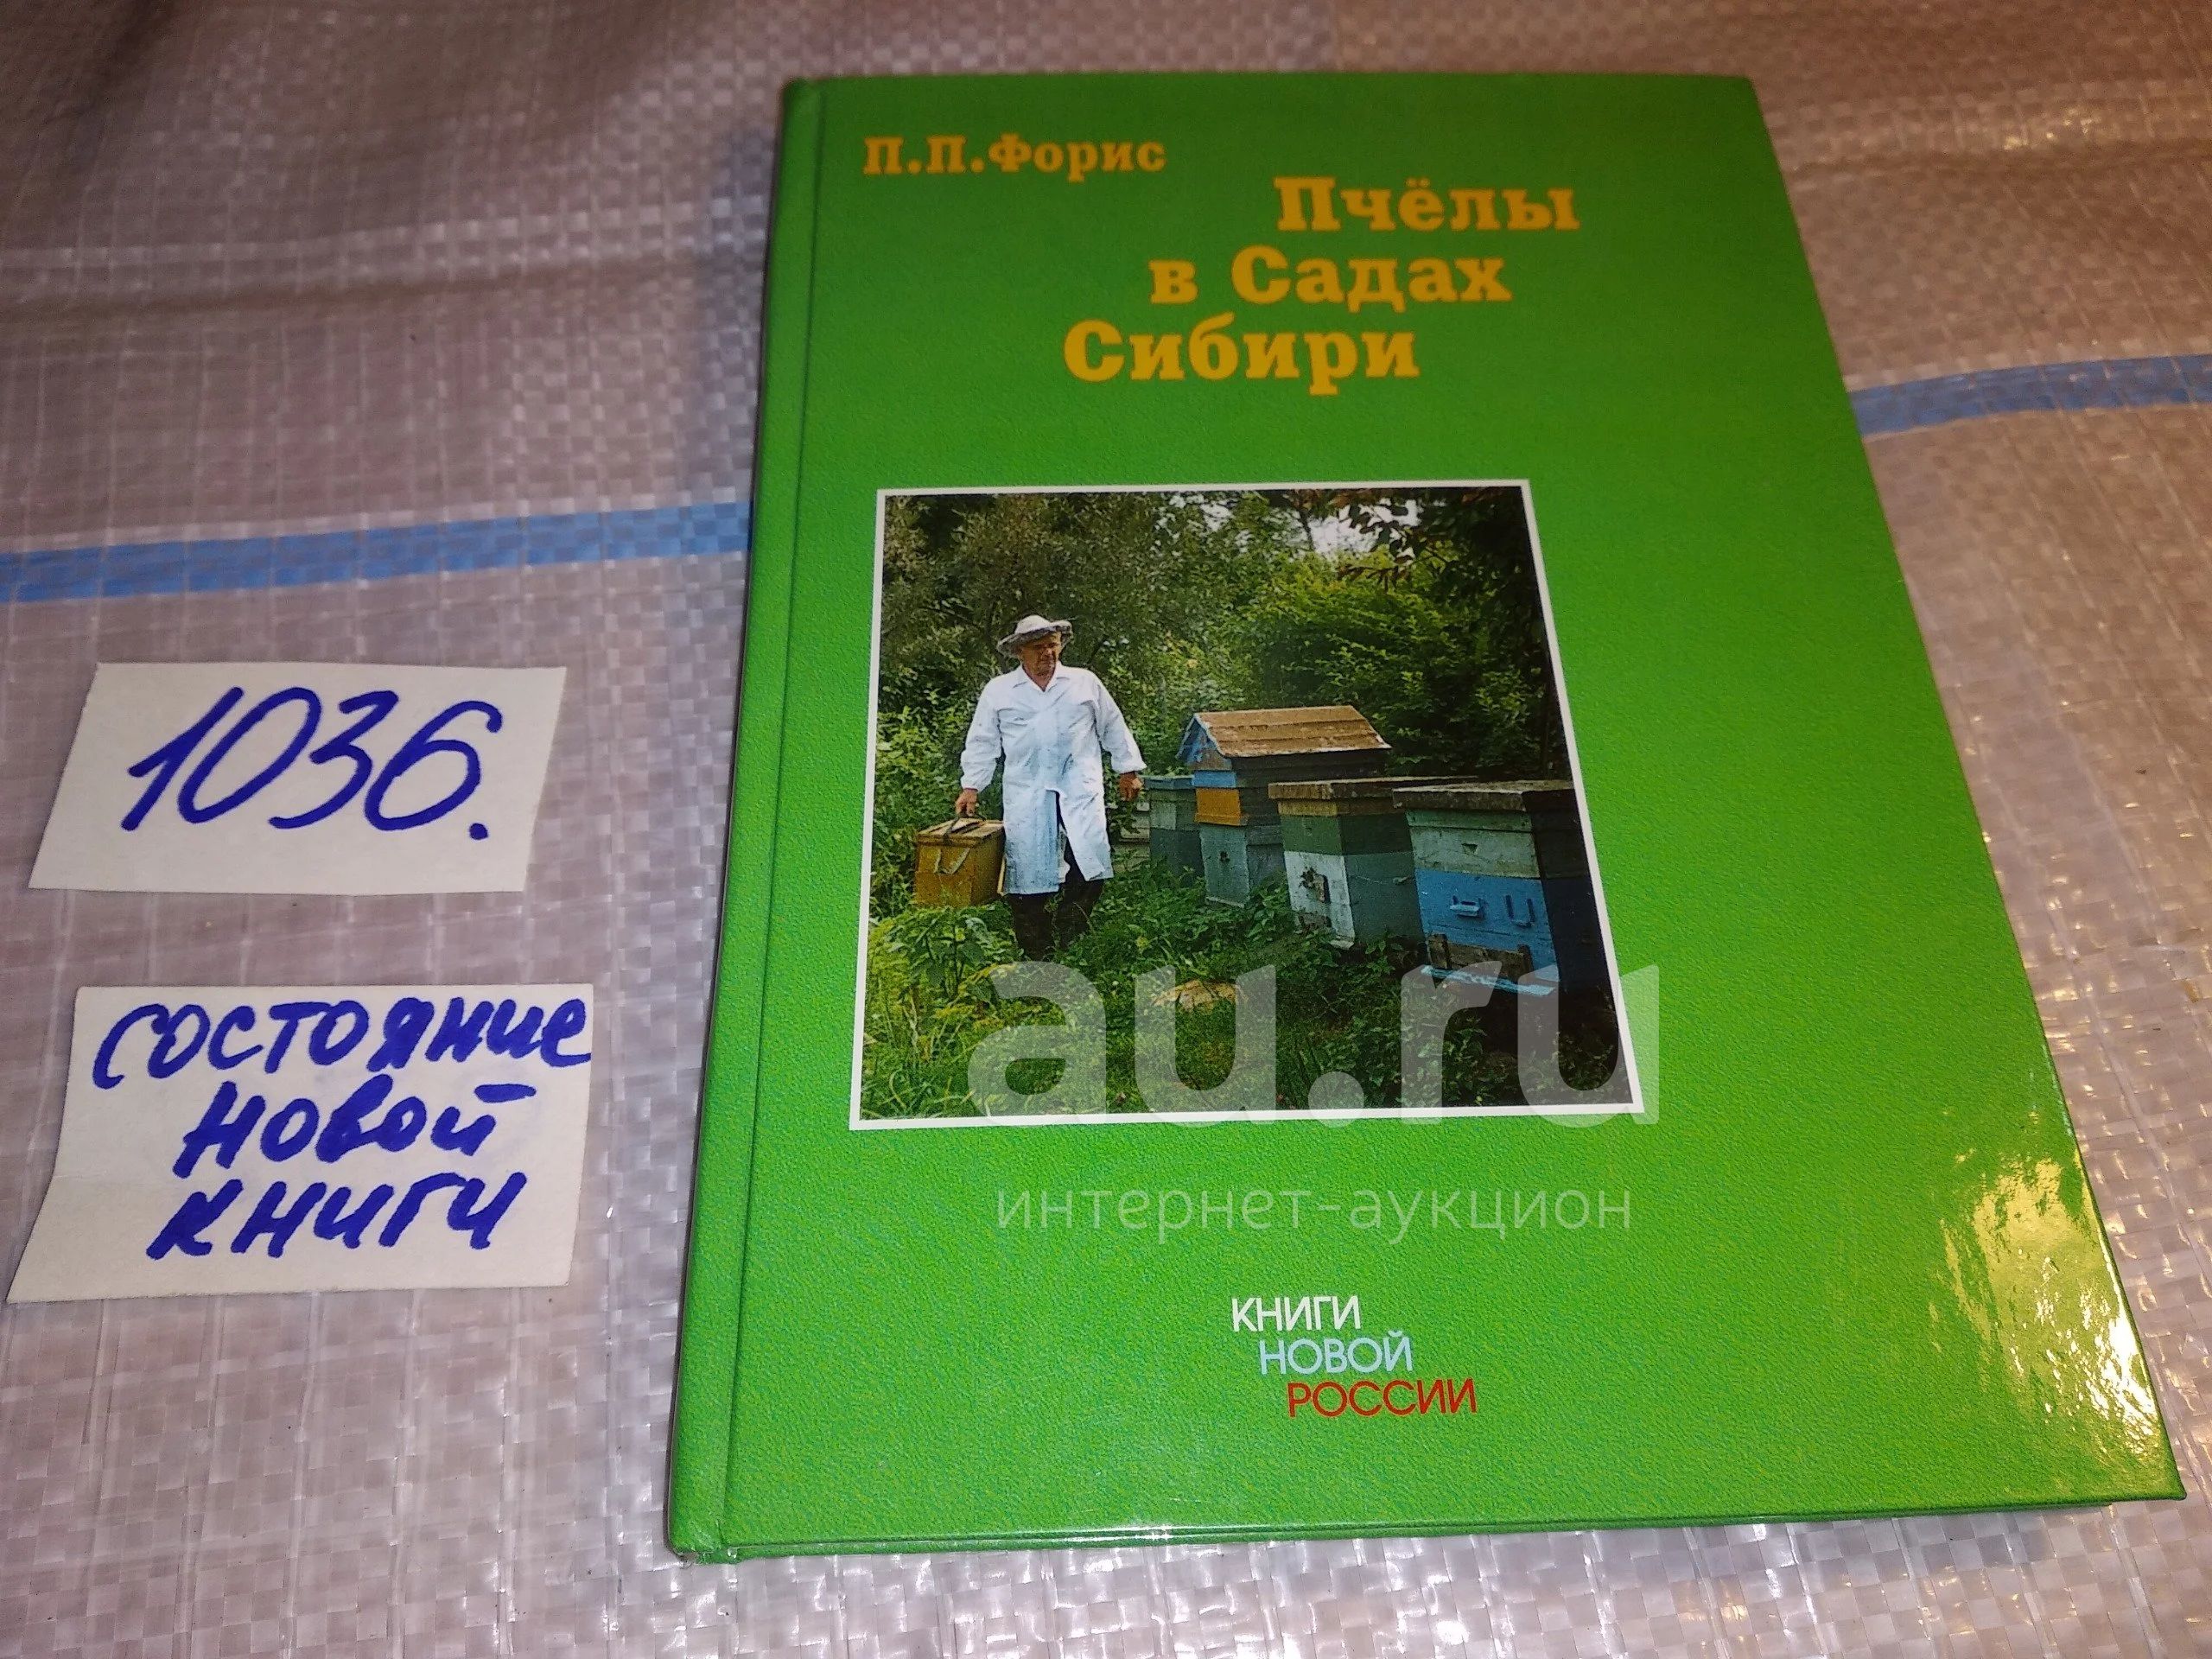 П.П.Форис
Пчёлы
в Садах
Сибири
1036.
состояние
новой
книги
au.ru
интернет-аукцион
КНИГИ
НОВОЙ
РОССИИ